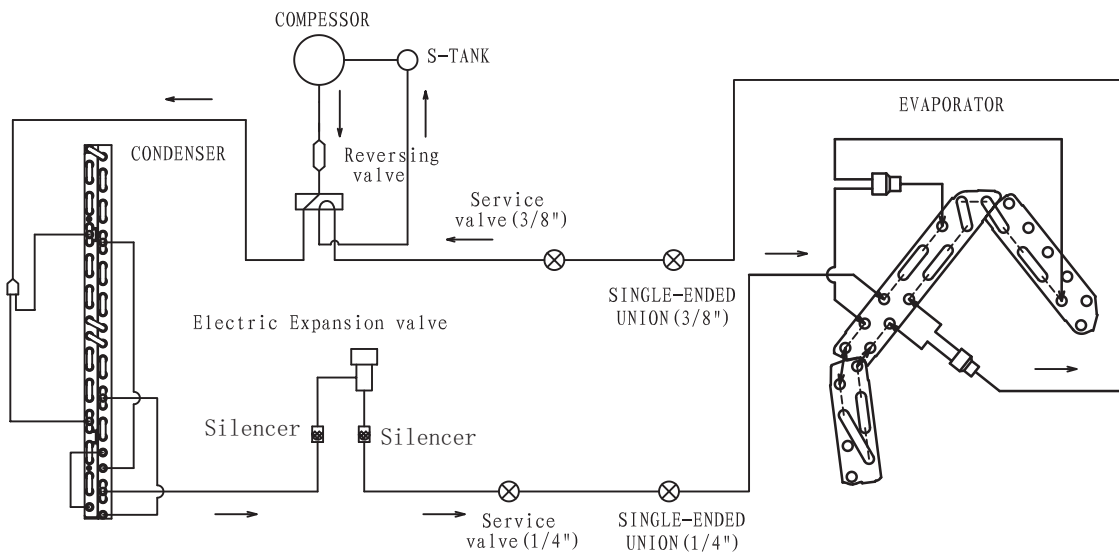 COMPESSOR
S-TANK
EVAPORATOR
CONDENSER
Reversing
valve
Service
valve(3/8")
SINGLE-ENDED
UNION(3/8")
Electric Expansion valve
Silencer
Silencer
Service
valve(1/4")
SINGLE-ENDED
UNION(1/4")